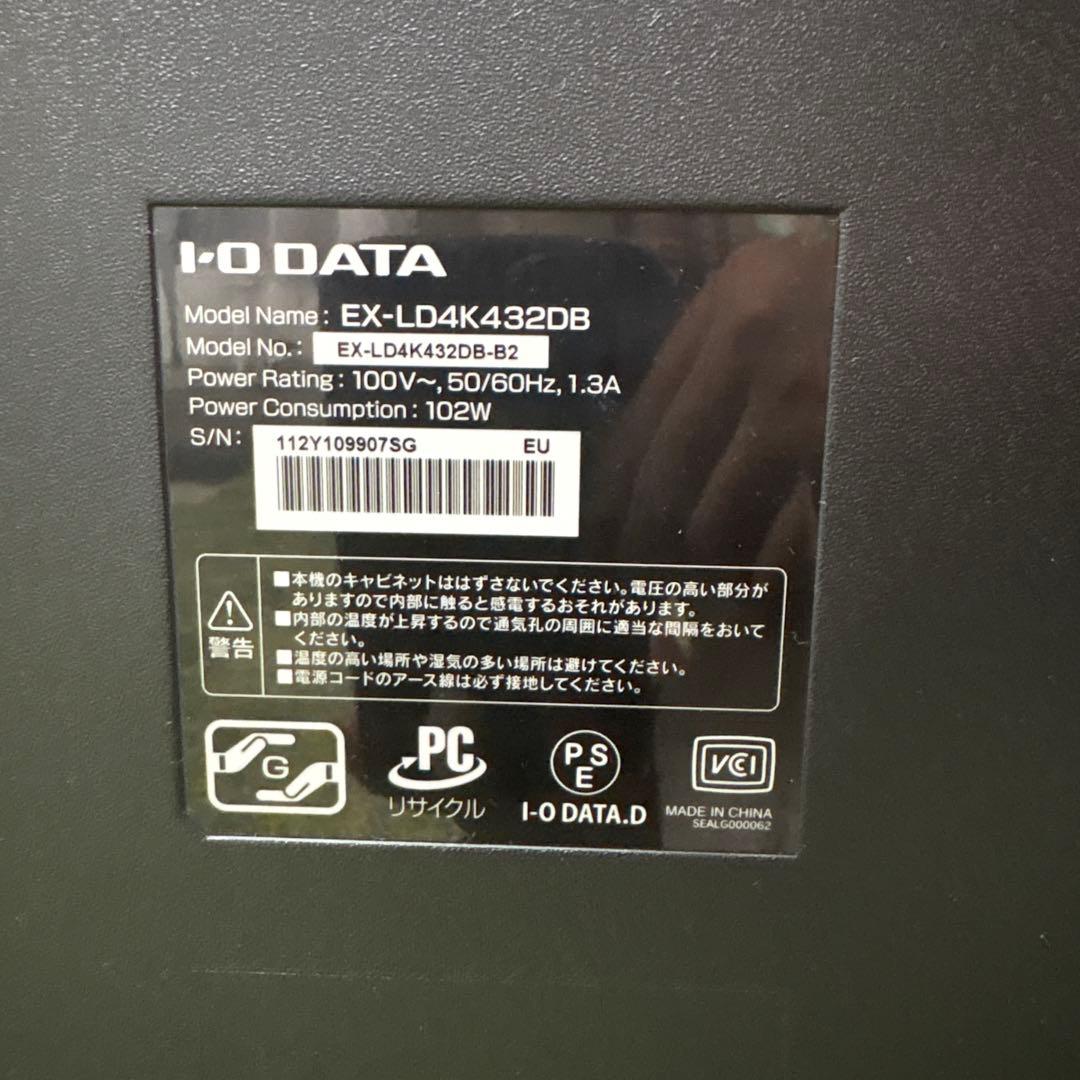 I-O DATA
Model Name: EX-LD4K432DB
Model No.: EX-LD4K432DB-B2
Power Rating: 100V～, 50/60Hz, 1.3A
Power Consumption: 102W
S/N: 112Y109907SG EU
■本機のキャビネットははずさないでください。電圧の高い部分が
ありますので内部に触ると感電するおそれがあります。
■内部の温度が上昇するので通気孔の周囲に適当な間隔をおいて
ください。
■温度の高い場所や湿気の多い場所は避けてください。
■電源コードのアース線は必ず接地してください。
警告
G
PC
リサイクル
PS
E
I-O DATA.D
VCCI
MADE IN CHINA
SEALG000062